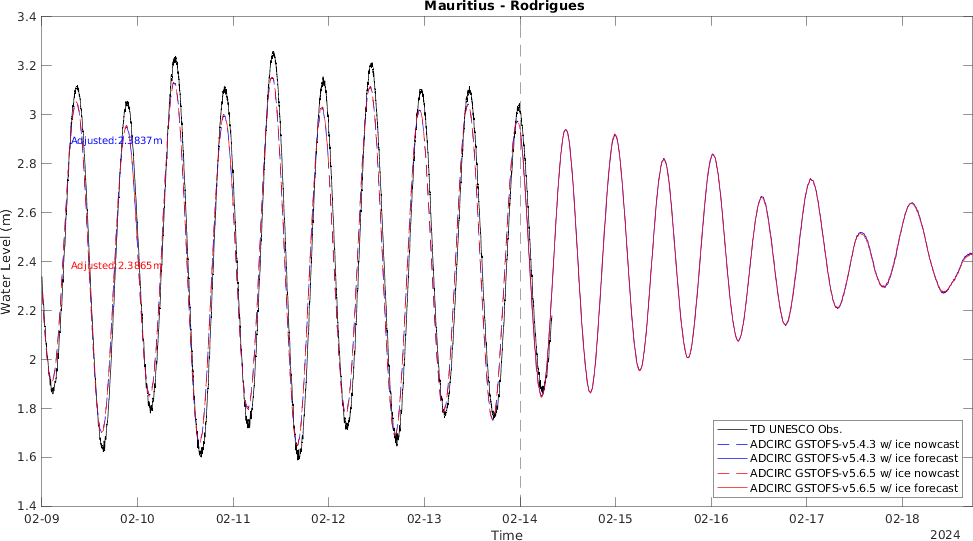 Mauritius - Rodrigues
3.4
3.2
3
2.8
2.6
2.4
2.2
2
1.8
1.6
1.4
Water Level (m)
Adjusted:2.3837m
Adjusted:2.3865m
TD UNESCO Obs.
ADCIRC GSTOFS-v5.4.3 w/ ice nowcast
ADCIRC GSTOFS-v5.4.3 w/ ice forecast
ADCIRC GSTOFS-v5.6.5 w/ ice nowcast
ADCIRC GSTOFS-v5.6.5 w/ ice forecast
02-09 02-10 02-11 02-12 02-13 02-14 02-15 02-16 02-17 02-18
Time
2024